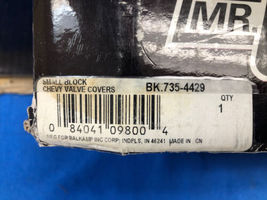 MR.
SMALL BLOCK
CHEVY VALVE COVERS
BK.735-4429
QTY
1
0 84041 09800 4
MFG FOR BALKAMP INC CORP: INDPLS, IN 46241 MADE IN CN